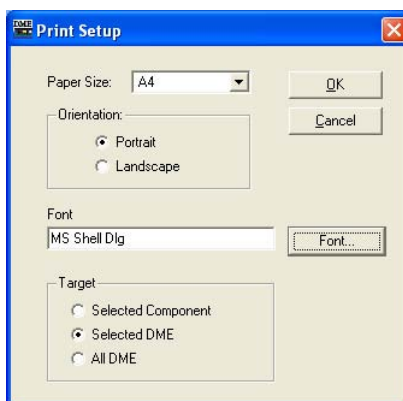 DME
Print Setup
Paper Size: A4
OK
Orientation:
Cancel
Portrait
Landscape
Font
MS Shell Dlg
Font...
Target
Selected Component
Selected DME
All DME